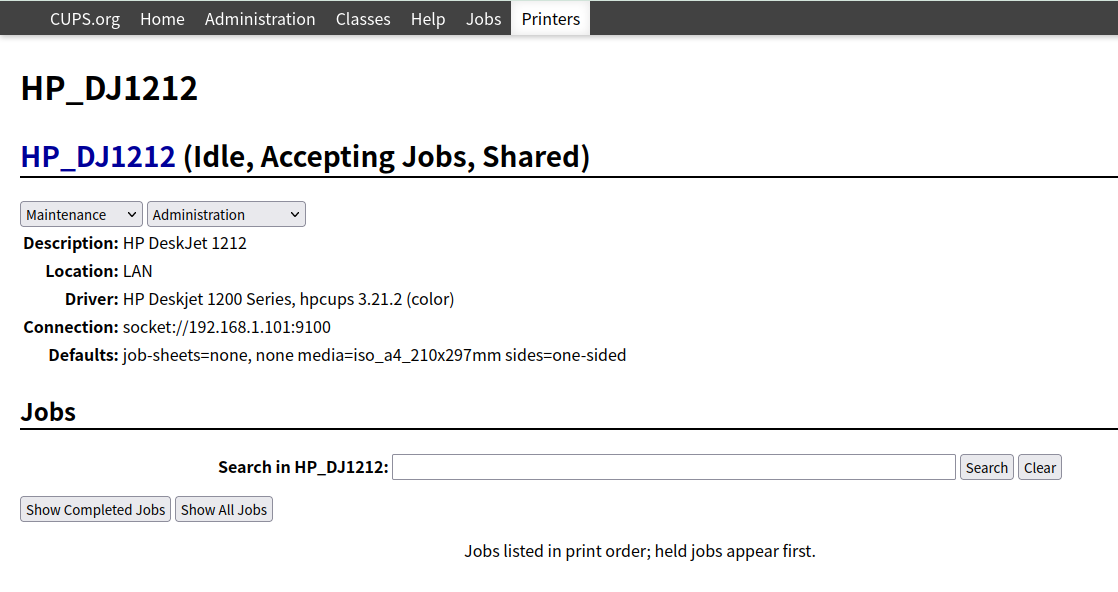 CUPS.org Home Administration Classes Help Jobs Printers
HP_DJ1212
HP_DJ1212 (Idle, Accepting Jobs, Shared)
Maintenance Administration
Description: HP DeskJet 1212
Location: LAN
Driver: HP Deskjet 1200 Series, hpcups 3.21.2 (color)
Connection: socket://192.168.1.101:9100
Defaults: job-sheets=none, none media=iso_a4_210x297mm sides=one-sided
Jobs
Search in HP_DJ1212: Search Clear
Show Completed Jobs Show All Jobs
Jobs listed in print order; held jobs appear first.